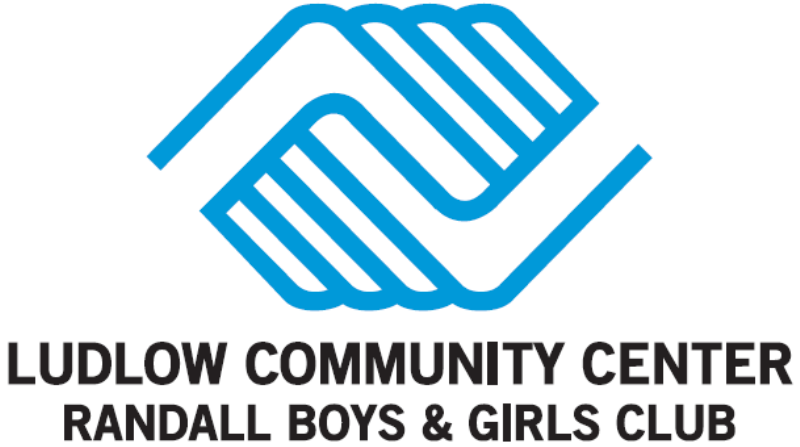 LUDLOW COMMUNITY CENTER
RANDALL BOYS & GIRLS CLUB